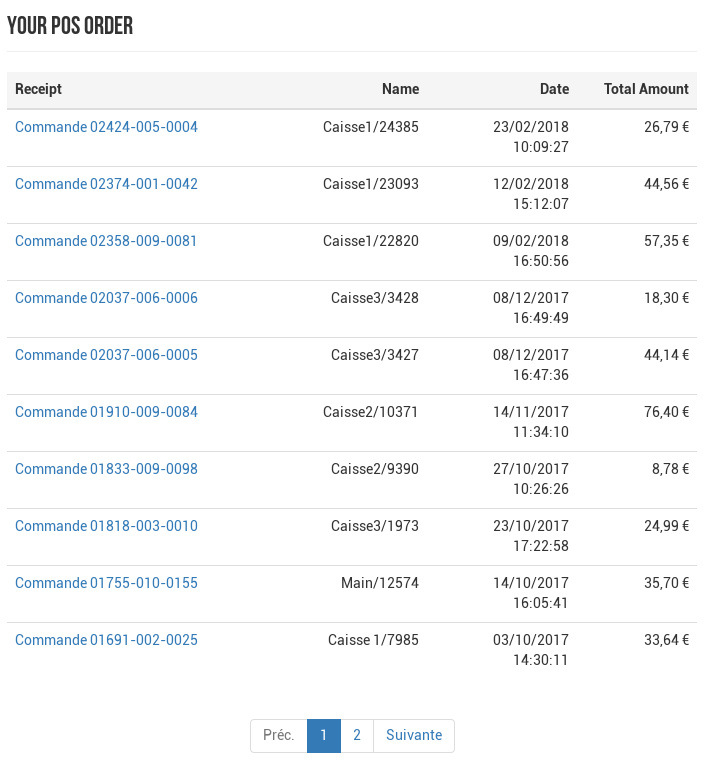 YOUR POS ORDER
Receipt Name Date Total Amount
Commande 02424-005-0004 Caisse1/24385 23/02/2018 26,79 €
10:09:27
Commande 02374-001-0042 Caisse1/23093 12/02/2018 44,56 €
15:12:07
Commande 02358-009-0081 Caisse1/22820 09/02/2018 57,35 €
16:50:56
Commande 02037-006-0006 Caisse3/3428 08/12/2017 18,30 €
16:49:49
Commande 02037-006-0005 Caisse3/3427 08/12/2017 44,14 €
16:47:36
Commande 01910-009-0084 Caisse2/10371 14/11/2017 76,40 €
11:34:10
Commande 01833-009-0098 Caisse2/9390 27/10/2017 8,78 €
10:26:26
Commande 01818-003-0010 Caisse3/1973 23/10/2017 24,99 €
17:22:58
Commande 01755-010-0155 Main/12574 14/10/2017 35,70 €
16:05:41
Commande 01691-002-0025 Caisse 1/7985 03/10/2017 33,64 €
14:30:11
Préc. 1 2 Suivante